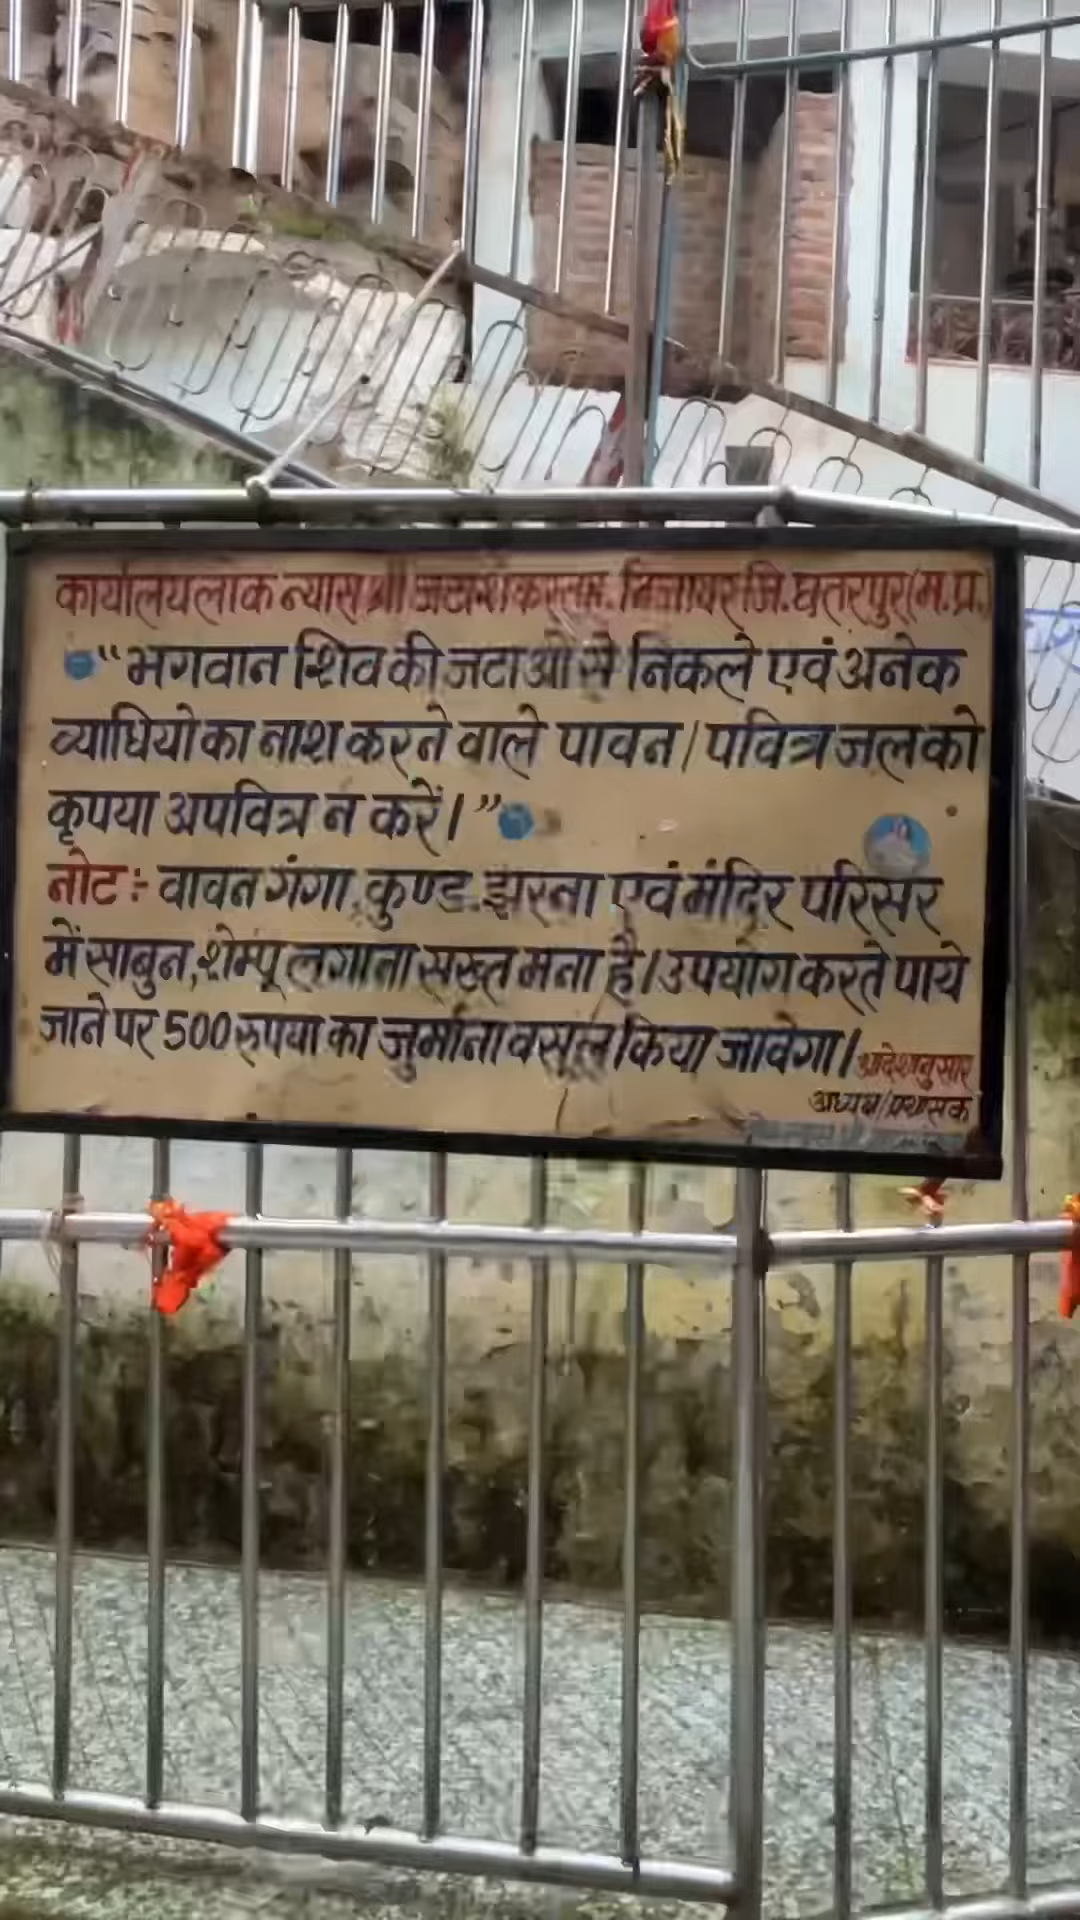 कार्यालय लोक न्यास श्री जटाशंकर बिजावर जि. छतरपुर (म.प्र.)
“भगवान शिव की जटाओं से निकले एवं अनेक
व्याधियो का नाश करने वाले पावन/पवित्र जल को
कृपया अपवित्र न करें।”
नोट :- वावन गंगा, कुण्ड, झरना एवं मंदिर परिसर
में साबुन, शेम्पू लगाना सख्त मना है। उपयोग करते पाये
जाने पर 500 रुपया का जुर्माना वसूल किया जावेगा।
आदेशानुसार
अध्यक्ष/प्रशासक